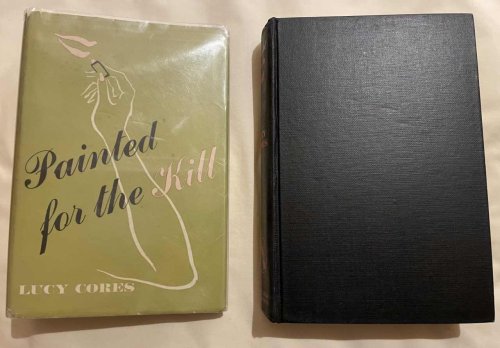 Painted
for the Kill
LUCY CORES